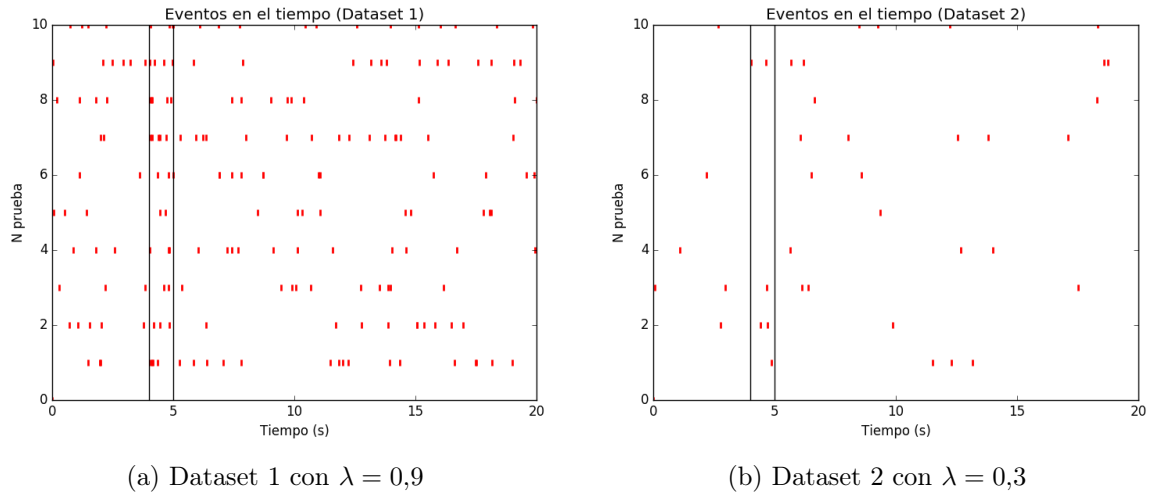 Eventos en el tiempo (Dataset 1)
10
8
6
4
2
0
N prueba
0 5 10 15 20
Tiempo (s)
(a) Dataset 1 con λ = 0,9
Eventos en el tiempo (Dataset 2)
10
8
6
4
2
0
N prueba
0 5 10 15 20
Tiempo (s)
(b) Dataset 2 con λ = 0,3